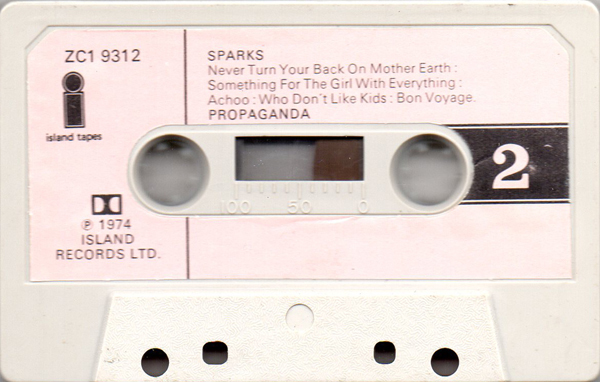 ZC1 9312
island tapes
SPARKS
Never Turn Your Back On Mother Earth :
Something For The Girl With Everything :
Achoo : Who Don't Like Kids : Bon Voyage.
PROPAGANDA
100 50 0
2
℗ 1974
ISLAND
RECORDS LTD.